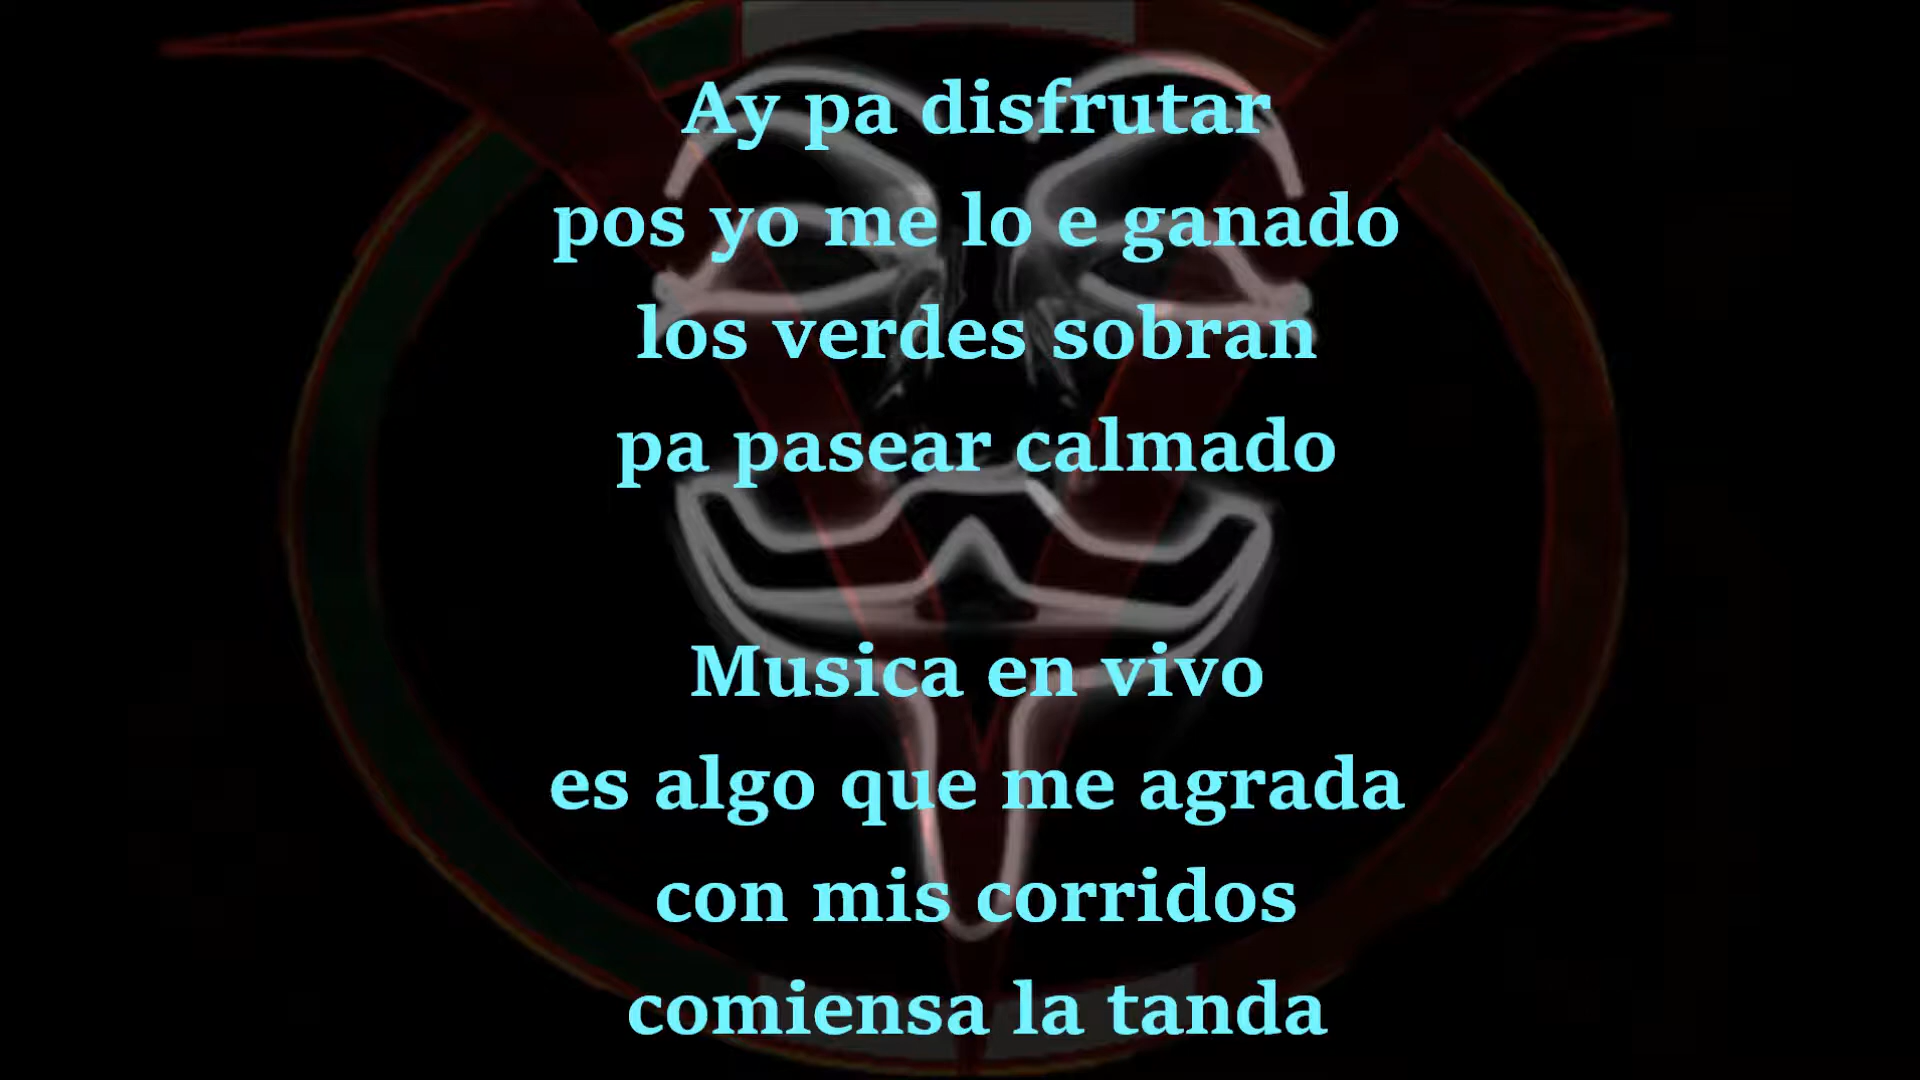 Ay pa disfrutar
pos yo me lo e ganado
los verdes sobran
pa pasear calmado
Musica en vivo
es algo que me agrada
con mis corridos
comiensa la tanda